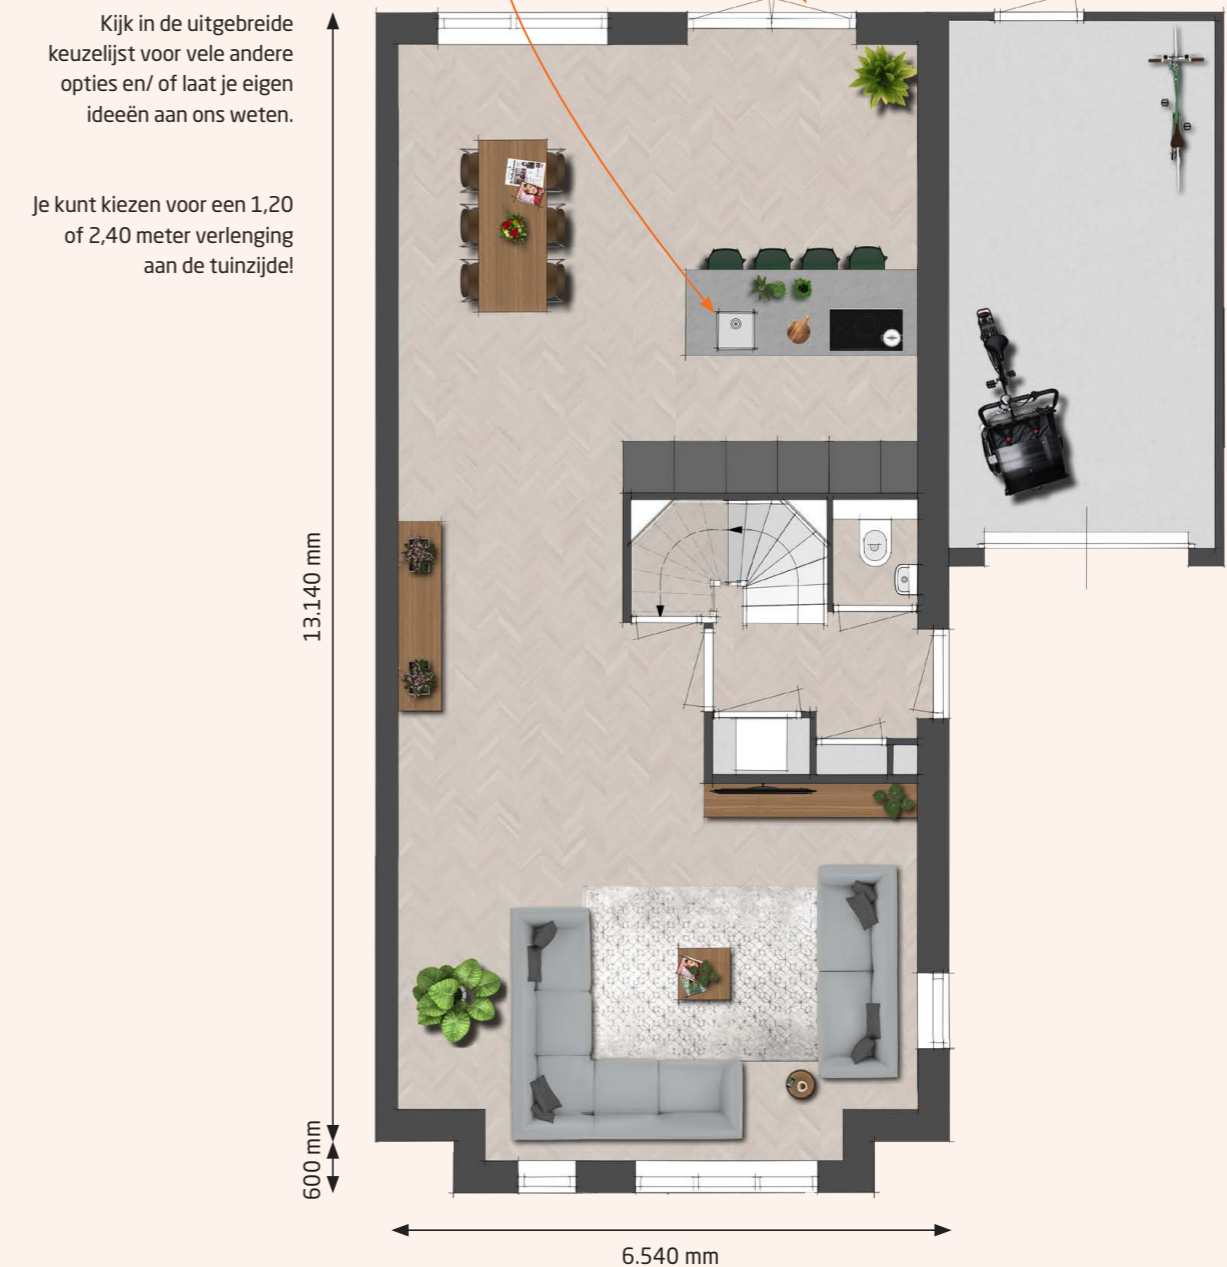 Kijk in de uitgebreide
keuzelijst voor vele andere
opties en/ of laat je eigen
ideeën aan ons weten.
Je kunt kiezen voor een 1,20
of 2,40 meter verlenging
aan de tuinzijde!
13.140 mm
600 mm
6.540 mm